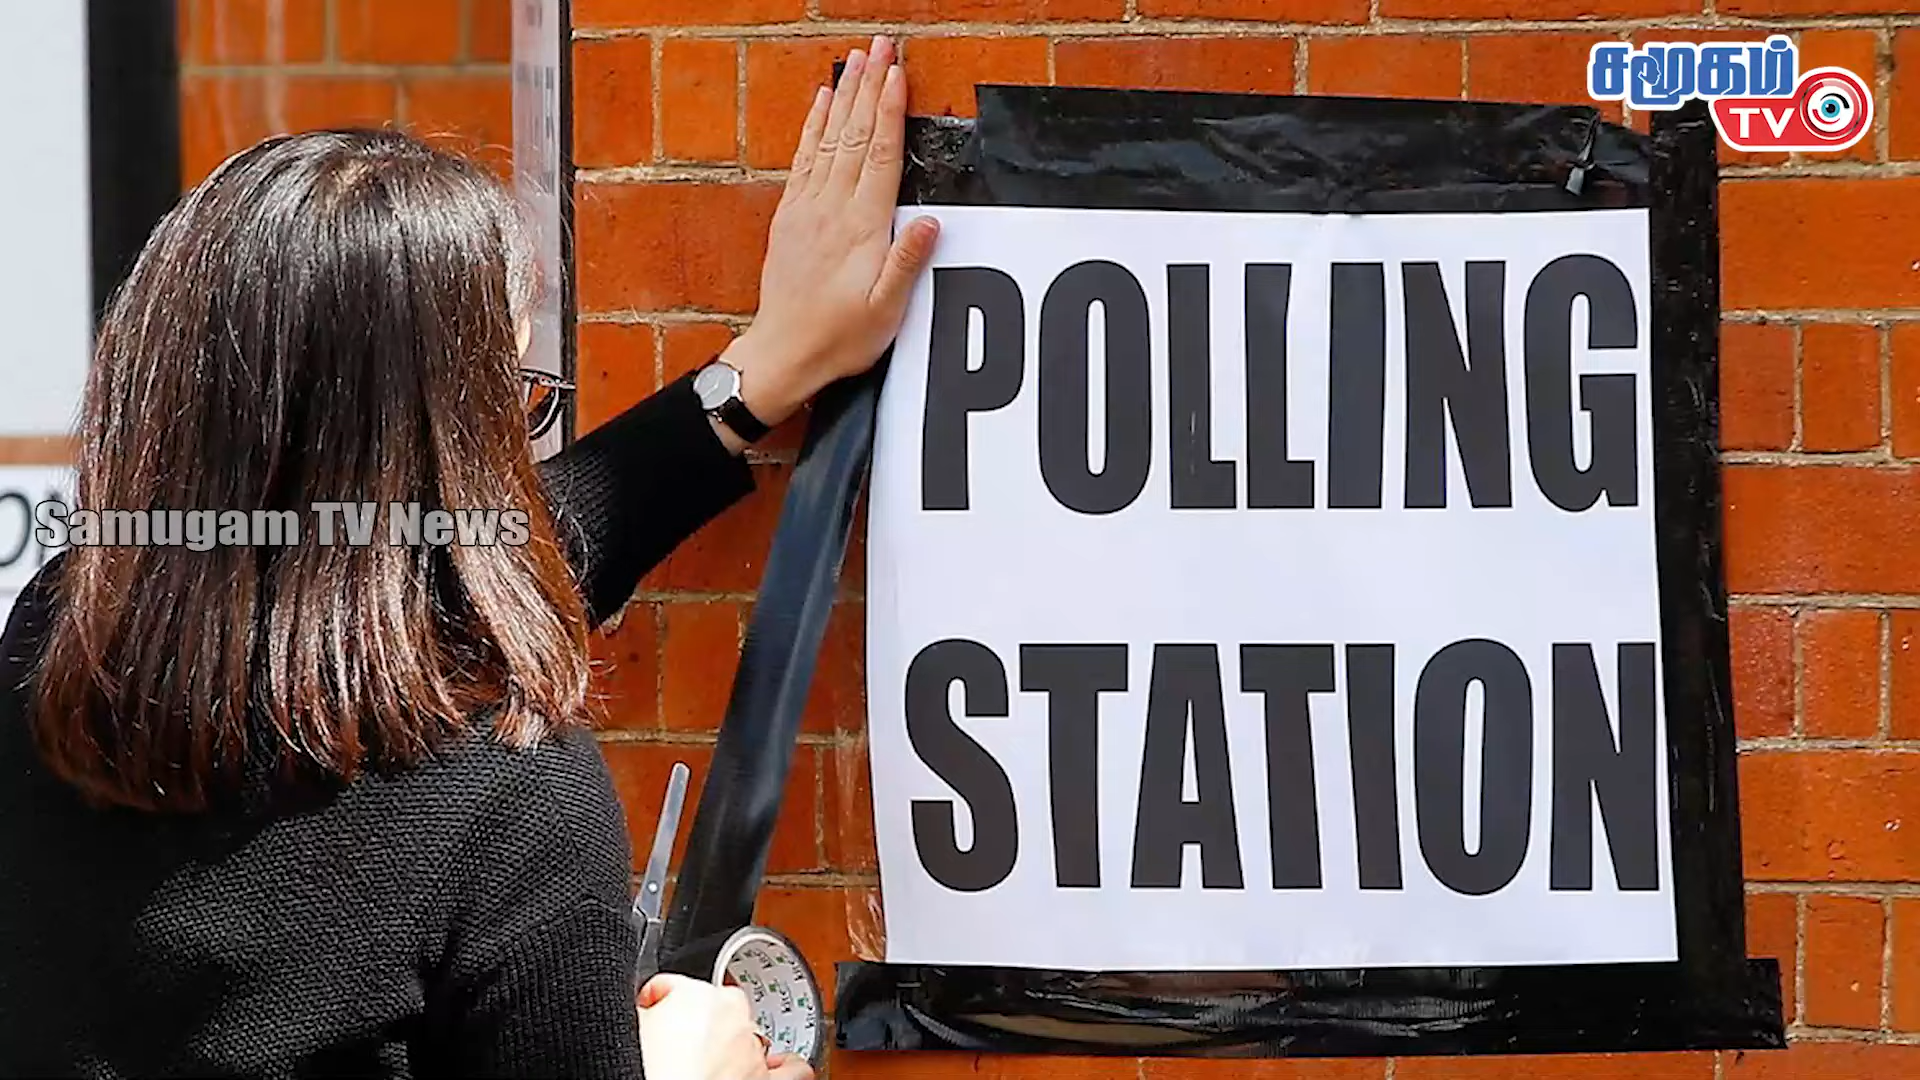 சமூகம்
TV
POLLING
Samugam TV News
STATION